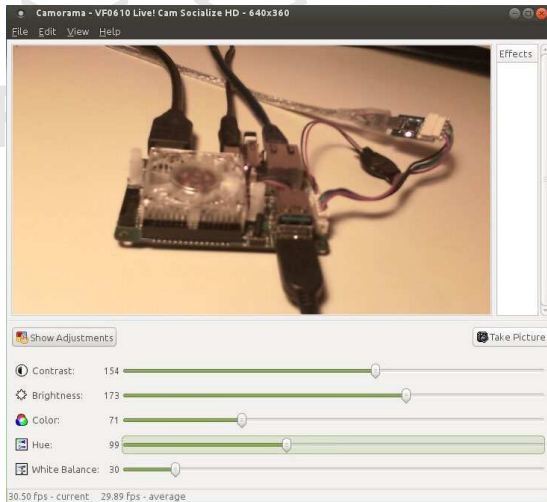 Camorama - VF0610 Live! Cam Socialize HD - 640x360
File Edit View Help
Effects
Show Adjustments
Take Picture
Contrast: 154
Brightness: 173
Color: 71
Hue: 99
White Balance: 30
30.50 fps - current 29.89 fps - average